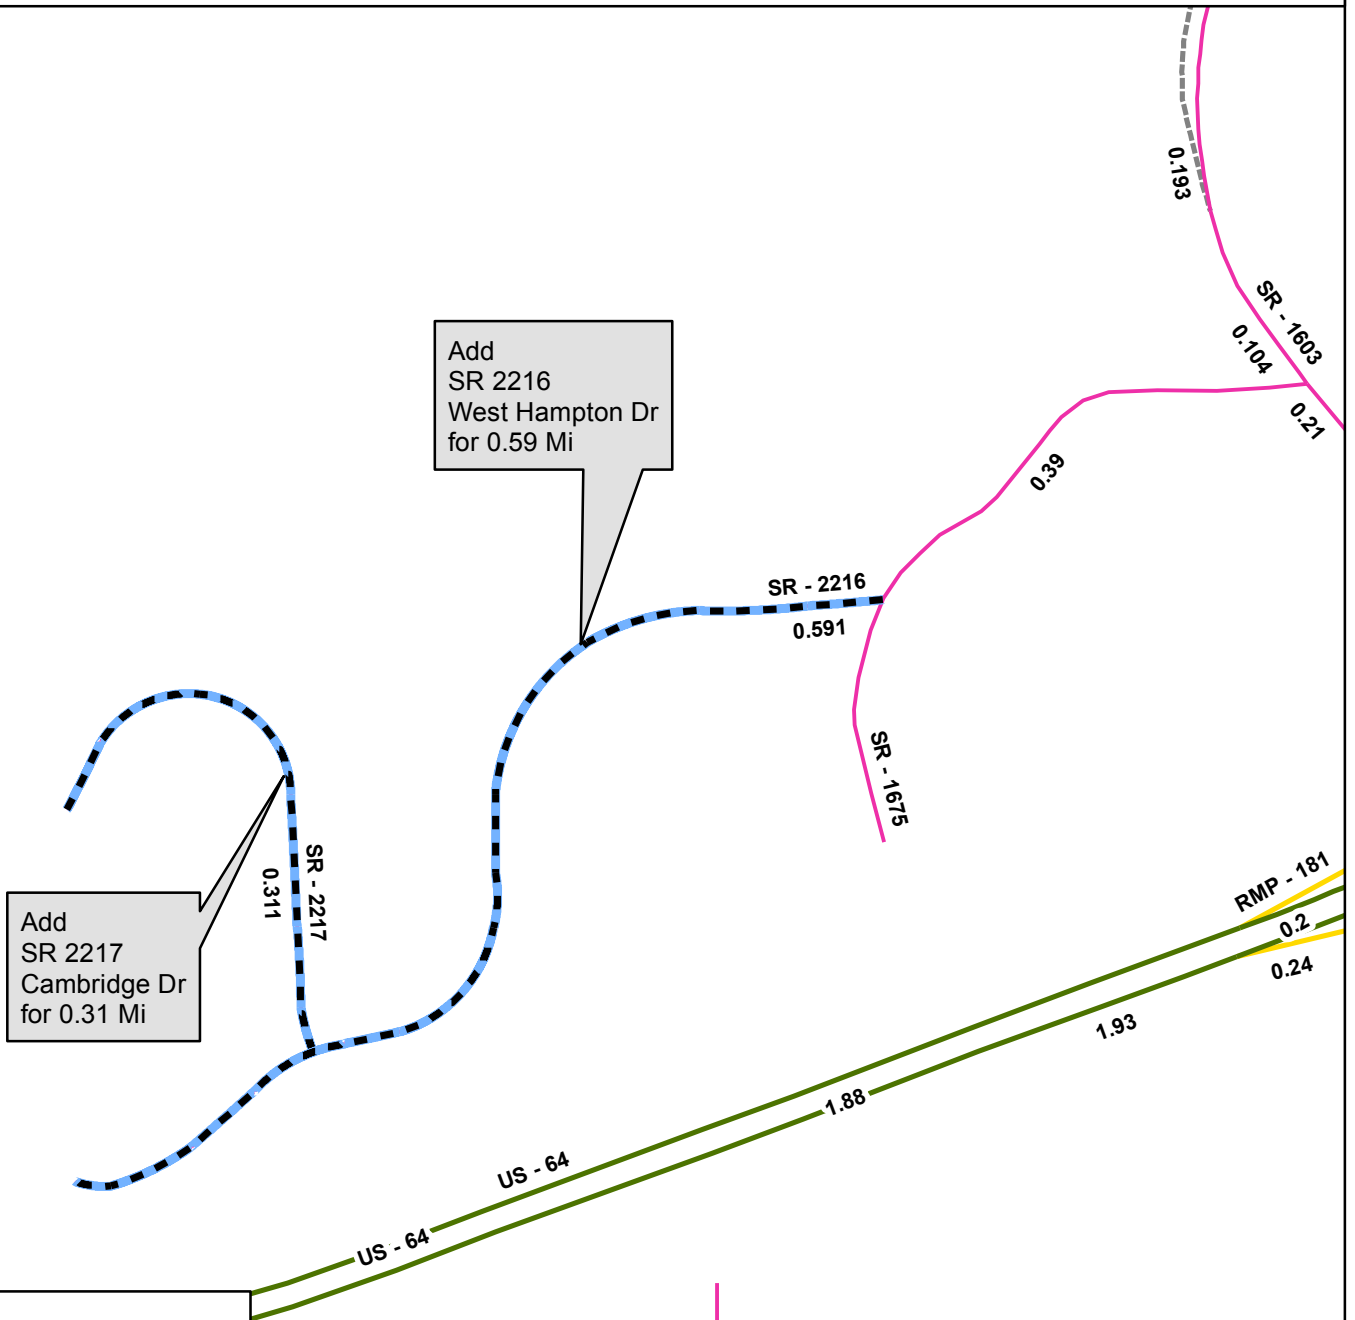 0.193
SR - 1603
0.104
0.21
Add
SR 2216
West Hampton Dr
for 0.59 Mi
0.39
SR - 2216
0.591
SR - 1675
SR - 2217
0.311
Add
SR 2217
Cambridge Dr
for 0.31 Mi
RMP - 181
0.2
0.24
1.93
1.88
US - 64
US - 64